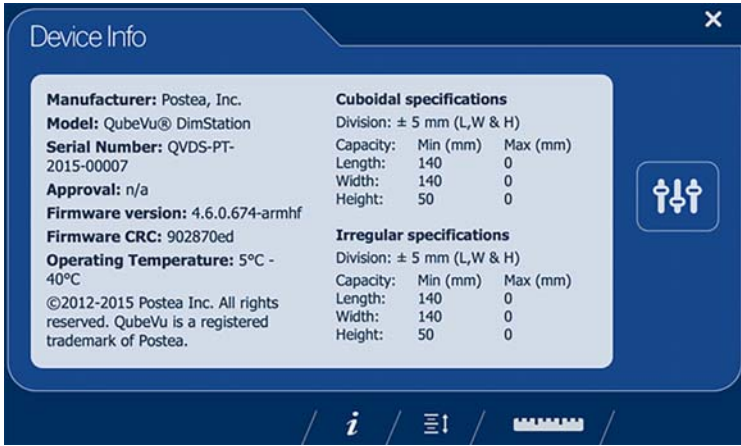 Device Info
Manufacturer: Postea, Inc.
Model: QubeVu® DimStation
Serial Number: QVDS-PT-
2015-00007
Approval: n/a
Firmware version: 4.6.0.674-armhf
Firmware CRC: 902870ed
Operating Temperature: 5°C -
40°C
©2012-2015 Postea Inc. All rights
reserved. QubeVu is a registered
trademark of Postea.
Cuboidal specifications
Division: ± 5 mm (L,W & H)
Capacity: Min (mm) Max (mm)
Length: 140 0
Width: 140 0
Height: 50 0
Irregular specifications
Division: ± 5 mm (L,W & H)
Capacity: Min (mm) Max (mm)
Length: 140 0
Width: 140 0
Height: 50 0